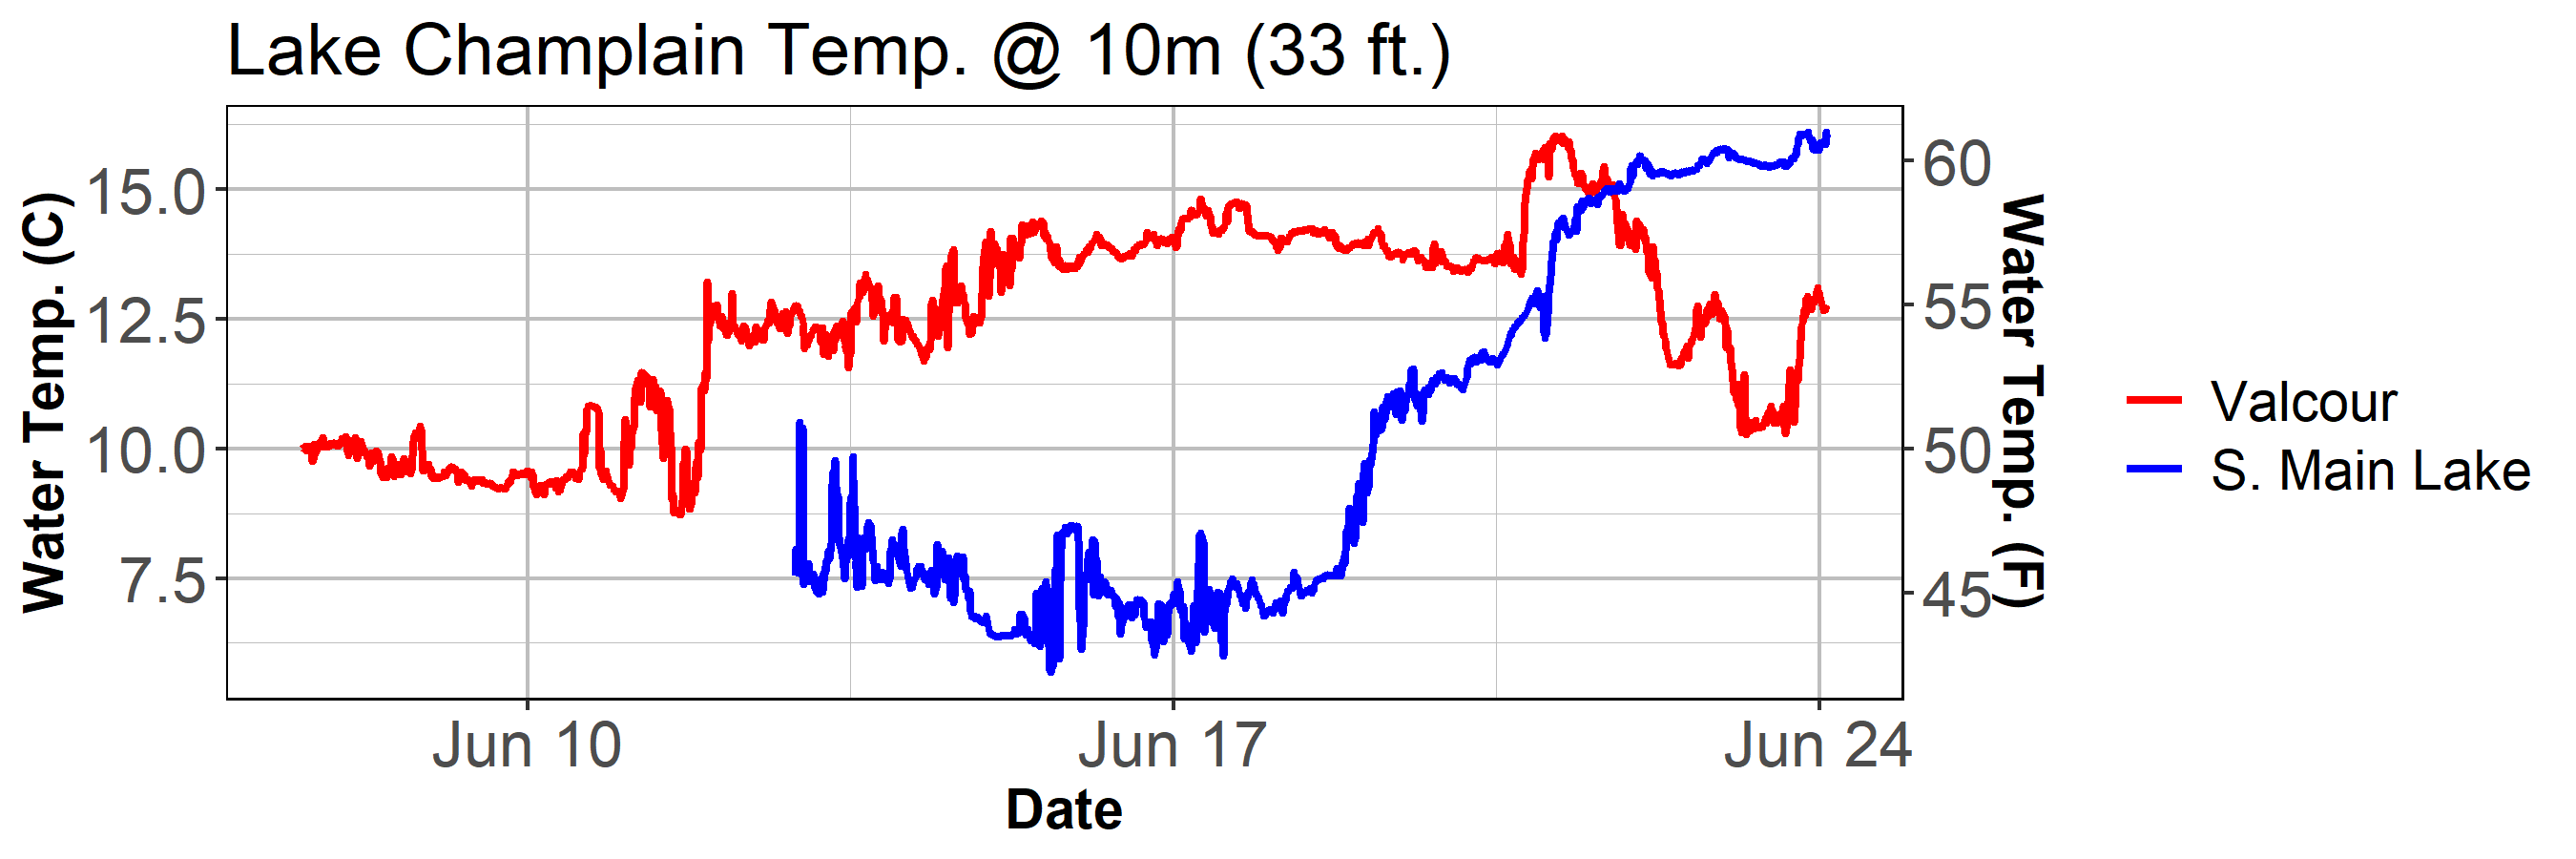 Lake Champlain Temp. @ 10m (33 ft.)
Water Temp. (C)
15.0
12.5
10.0
7.5
60
55
50
45
Water Temp. (F)
Jun 10
Jun 17
Jun 24
Date
Valcour
S. Main Lake